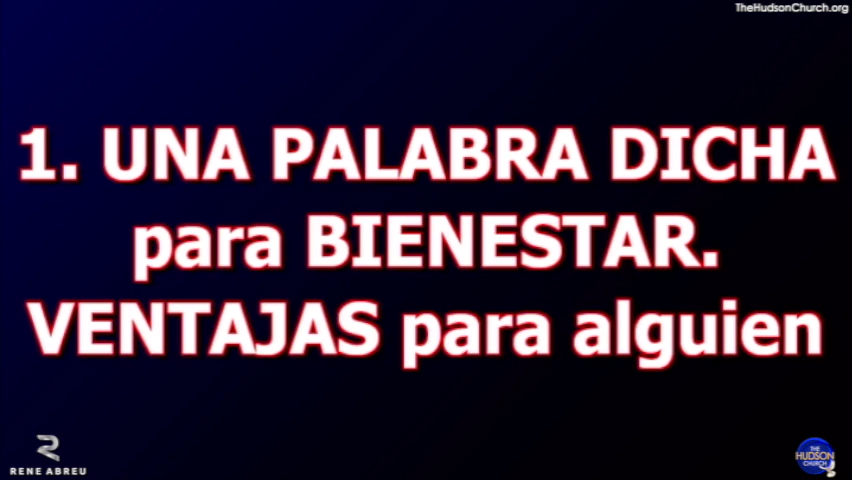 TheHudsonChurch.org
1. UNA PALABRA DICHA
para BIENESTAR.
VENTAJAS para alguien
RENE ABREU
THE
HUDSON
CHURCH